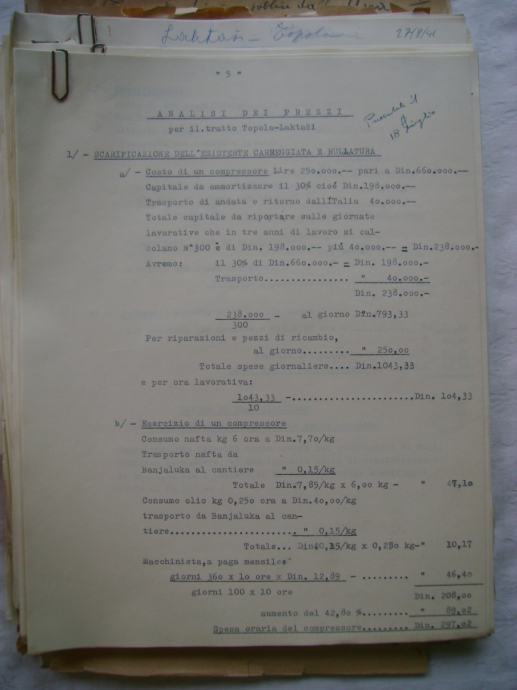 Laktaši - Topola
27/8/41
" 5 "
ANALISI DEI PREZZI
per il tratto Topola-Laktaši
Presentate il
18 luglio
1/ - SCARIFICAZIONE DELL'ESISTENTE CARREGGIATA E RULLATURA
a/ - Costo di un compressore Lire 250.000.-- pari a Din.660.000.--
Capitale da ammortizzare il 30% cioé Din.198.000.--
Trasporto di andata e ritorno dall'Italia 40.000.--
Totale capitale da riportare sulle giornate
lavorative che in tre anni di lavoro si cal-
colano N°300 e di Din. 198.000.-- piú 40.000.-- = Din.238.000.-
Avremo: il 30% di Din.660.000.- = Din. 198.000.-
Trasporto................ " 40.000.-
Din. 238.000.-
238.000 - al giorno Din.793,33
300
Per riparazioni e pezzi di ricambio,
al giorno......... " 250,00
Totale spese giornaliere.... Din.1043,33
e per ora lavorativa:
1043,33 -.......................Din. 104,33
10
b/ - Esercizio di un compressore
Consumo nafta kg 6 ora a Din.7,70/kg
Trasporto nafta da
Banjaluka al cantiere " 0,15/kg
Totale Din.7,85/kg x 6,00 kg - " 47,10
Consumo olio kg 0,250 ora a Din.40,00/kg
trasporto da Banjaluka al can-
tiere...................... " 0,15/kg
Totale... Din40,15/kg x 0,250 kg-" 10,17
Macchinista, a paga mensile
giorni 360 x 10 ore x Din. 12,89 - ......... " 46,40
giorni 100 x 10 ore Din. 208,00
aumento del 42,80 %........ " 89,02
Spesa oraria del compressore......... Din. 297,02